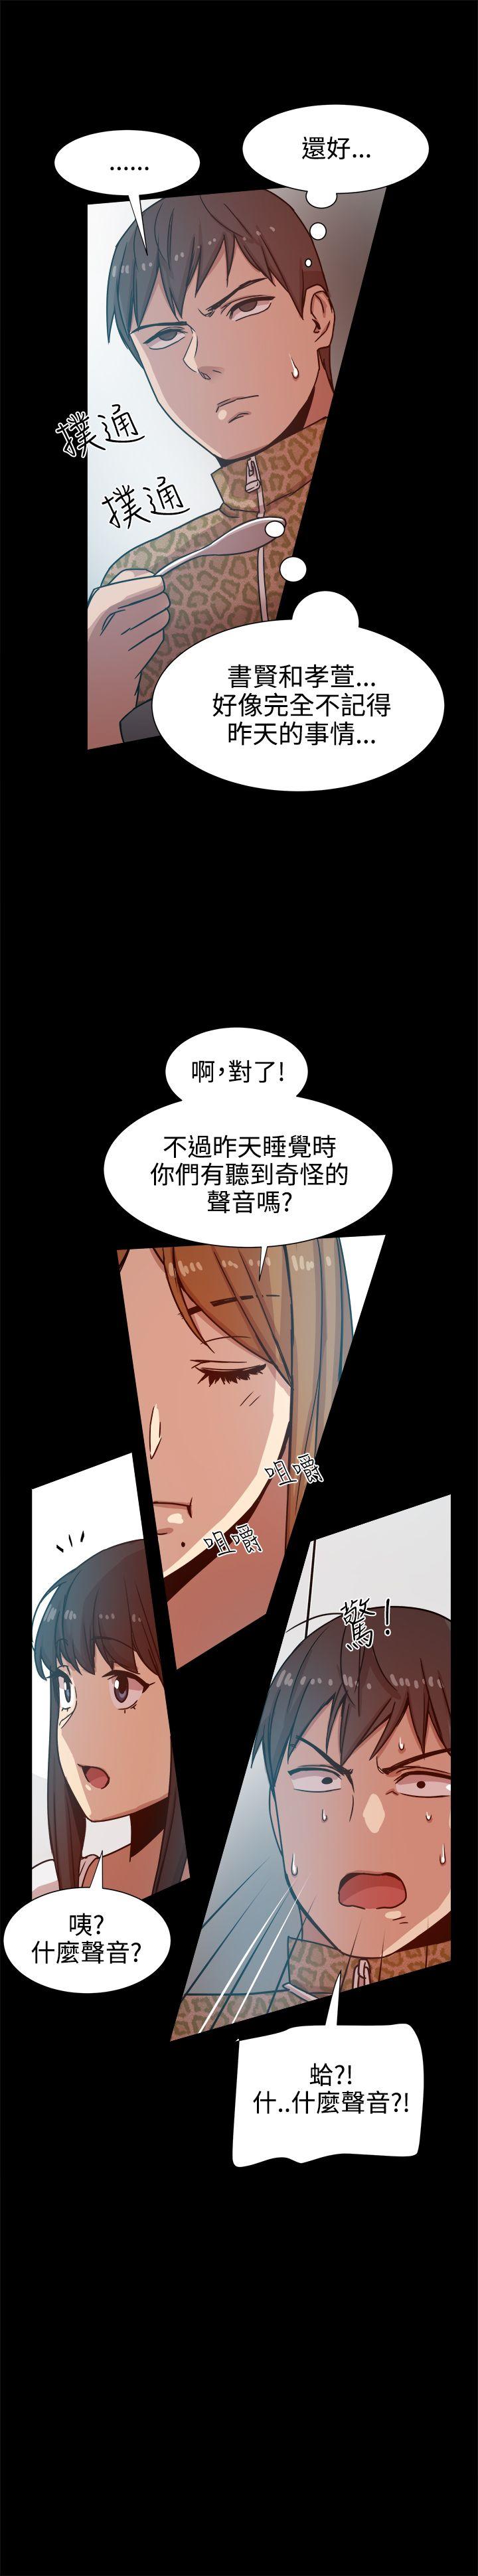 ……
還好…
撲通
撲通
書賢和孝萱…
好像完全不記得
昨天的事情…
啊，對了!
不過昨天睡覺時
你們有聽到奇怪的
聲音嗎?
咀嚼
咀嚼
驚!
咦?
什麼聲音?
蛤?!
什..什麼聲音?!